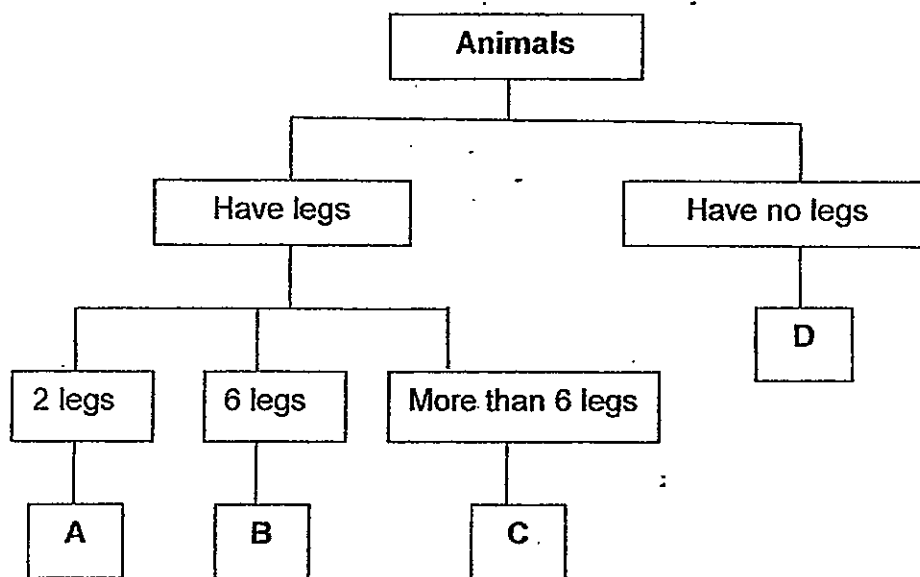 Animals
Have legs
Have no legs
D
2 legs
6 legs
More than 6 legs
A
B
C